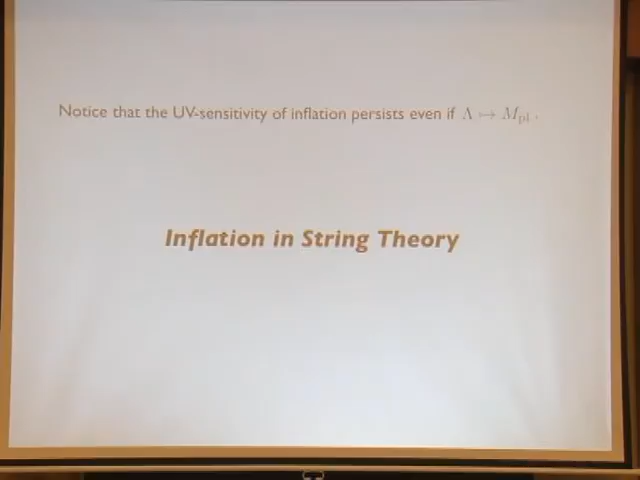 Notice that the UV-sensitivity of inflation persists even if Λ ↦ M_pl .
Inflation in String Theory